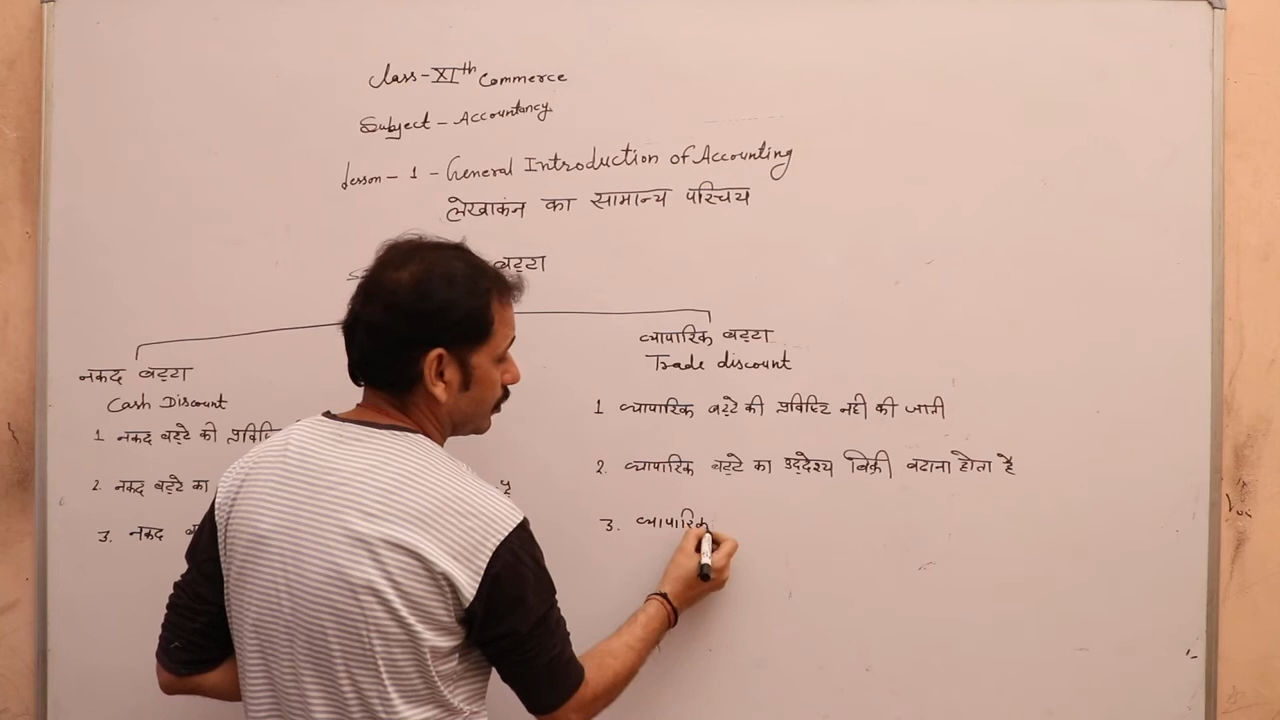 Class - XIth Commerce
Subject - Accountancy
Lesson - 1 - General Introduction of Accounting
लेखाकंन का सामान्य परिचय
बट्टा
व्यापारिक बट्टा
Trade discount
नकद बट्टा
Cash Discount
1 नकद बट्टे की प्रविष्टि
1 व्यापारिक बट्टे की प्रविष्टि नही की जाती
2. नकद बट्टे का
2. व्यापारिक बट्टे का उद्देश्य बिक्री बढाना होता है
3. नकद
3. व्यापारिक